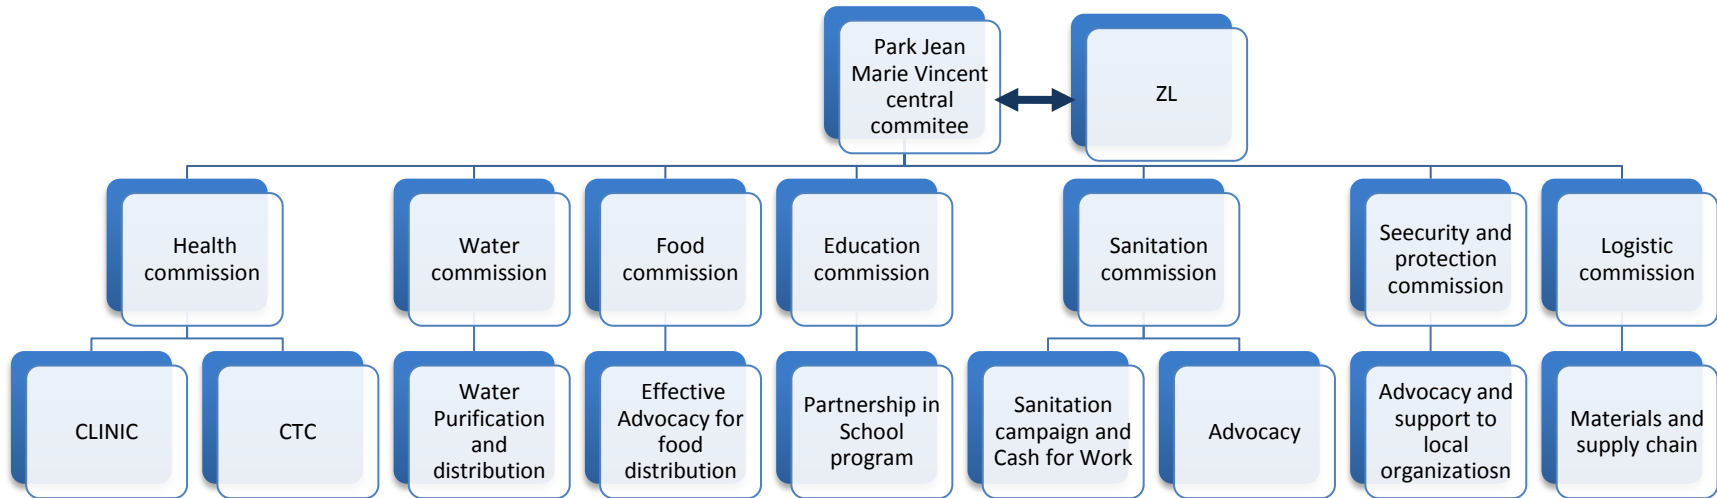 Park Jean
Marie Vincent
central
commitee
ZL
Health
commission
Water
commission
Food
commission
Education
commission
Sanitation
commission
Seecurity and
protection
commission
Logistic
commission
CLINIC
CTC
Water
Purification
and
distribution
Effective
Advocacy for
food
distribution
Partnership in
School
program
Sanitation
campaign and
Cash for Work
Advocacy
Advocacy and
support to
local
organizatiosn
Materials and
supply chain